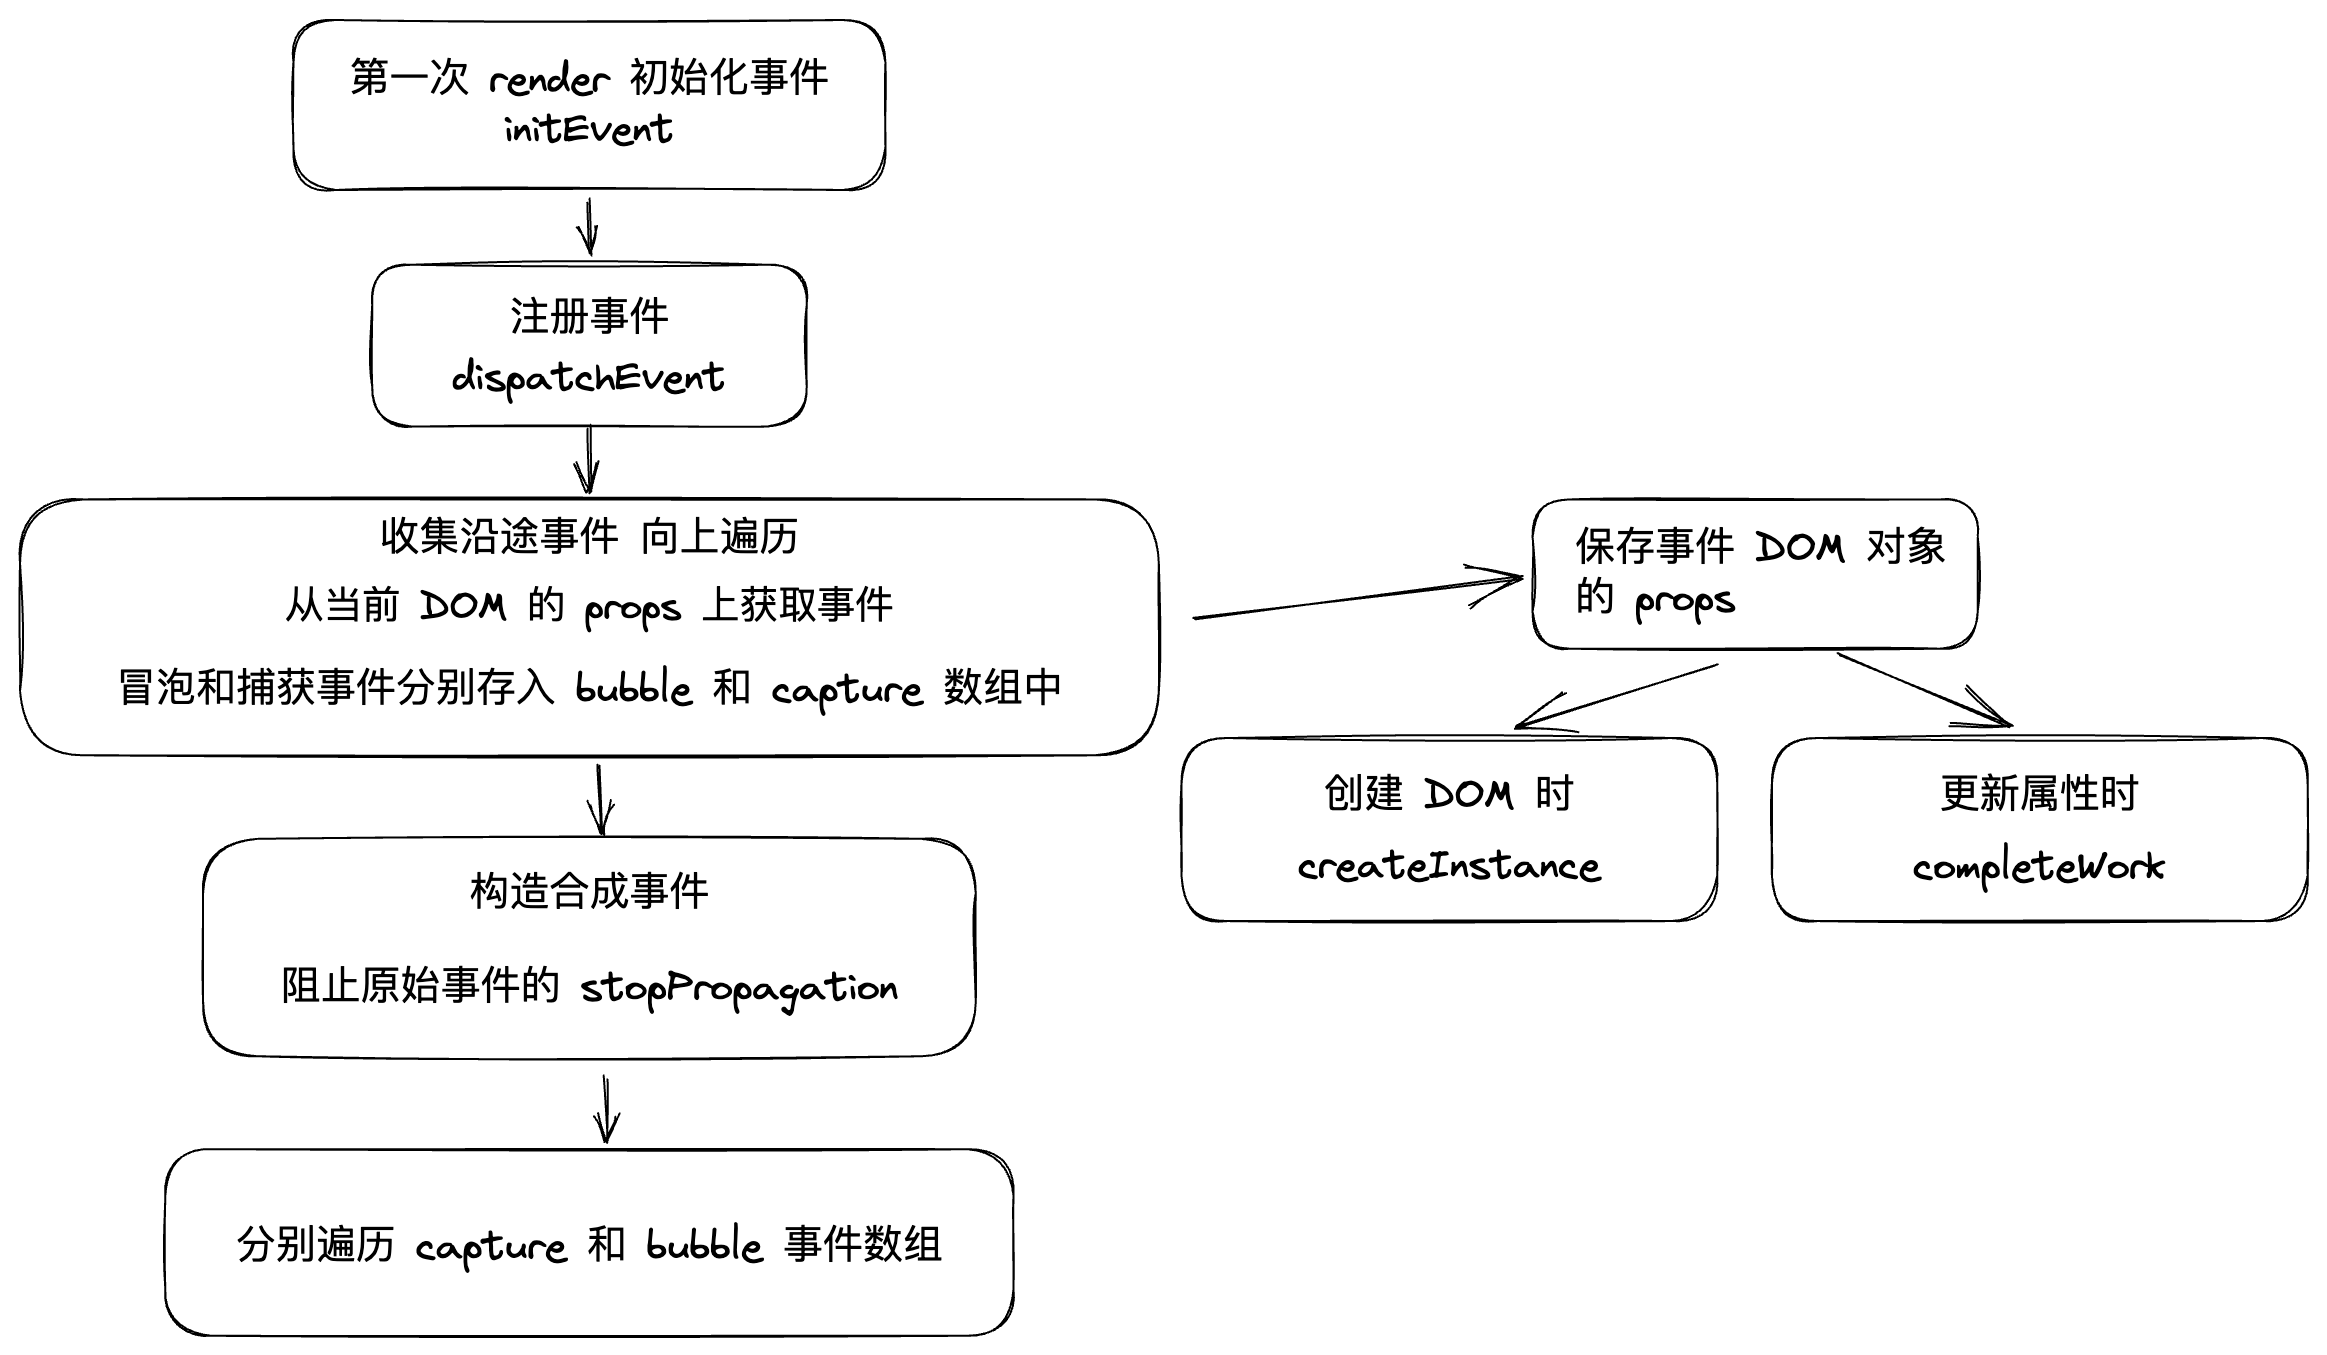 第一次 render 初始化事件
initEvent
注册事件
dispatchEvent
收集沿途事件 向上遍历
从当前 DOM 的 props 上获取事件
冒泡和捕获事件分别存入 bubble 和 capture 数组中
保存事件 DOM 对象
的 props
创建 DOM 时
createInstance
更新属性时
completeWork
构造合成事件
阻止原始事件的 stopPropagation
分别遍历 capture 和 bubble 事件数组